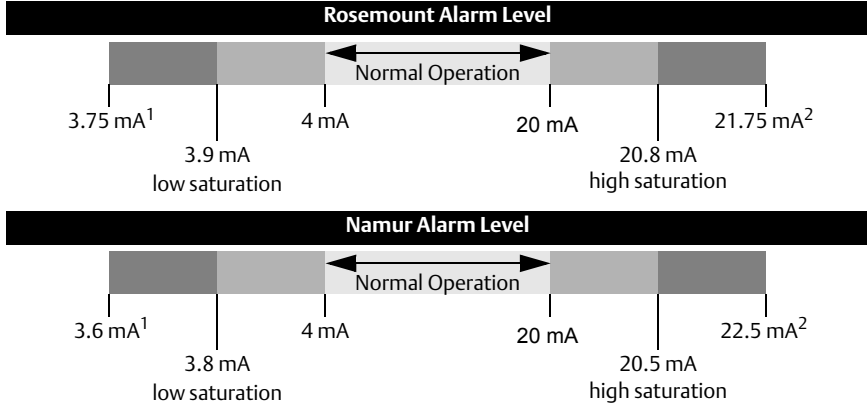 Rosemount Alarm Level
Normal Operation
3.75 mA¹ 4 mA 20 mA 21.75 mA²
3.9 mA 20.8 mA
low saturation high saturation
Namur Alarm Level
Normal Operation
3.6 mA¹ 4 mA 20 mA 22.5 mA²
3.8 mA 20.5 mA
low saturation high saturation